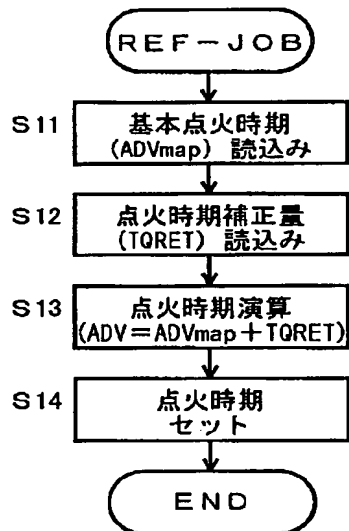 REF-JOB
S11
基本点火時期
(ADVmap) 読込み
S12
点火時期補正量
(TQRET) 読込み
S13
点火時期演算
(ADV=ADVmap+TQRET)
S14
点火時期
セット
END